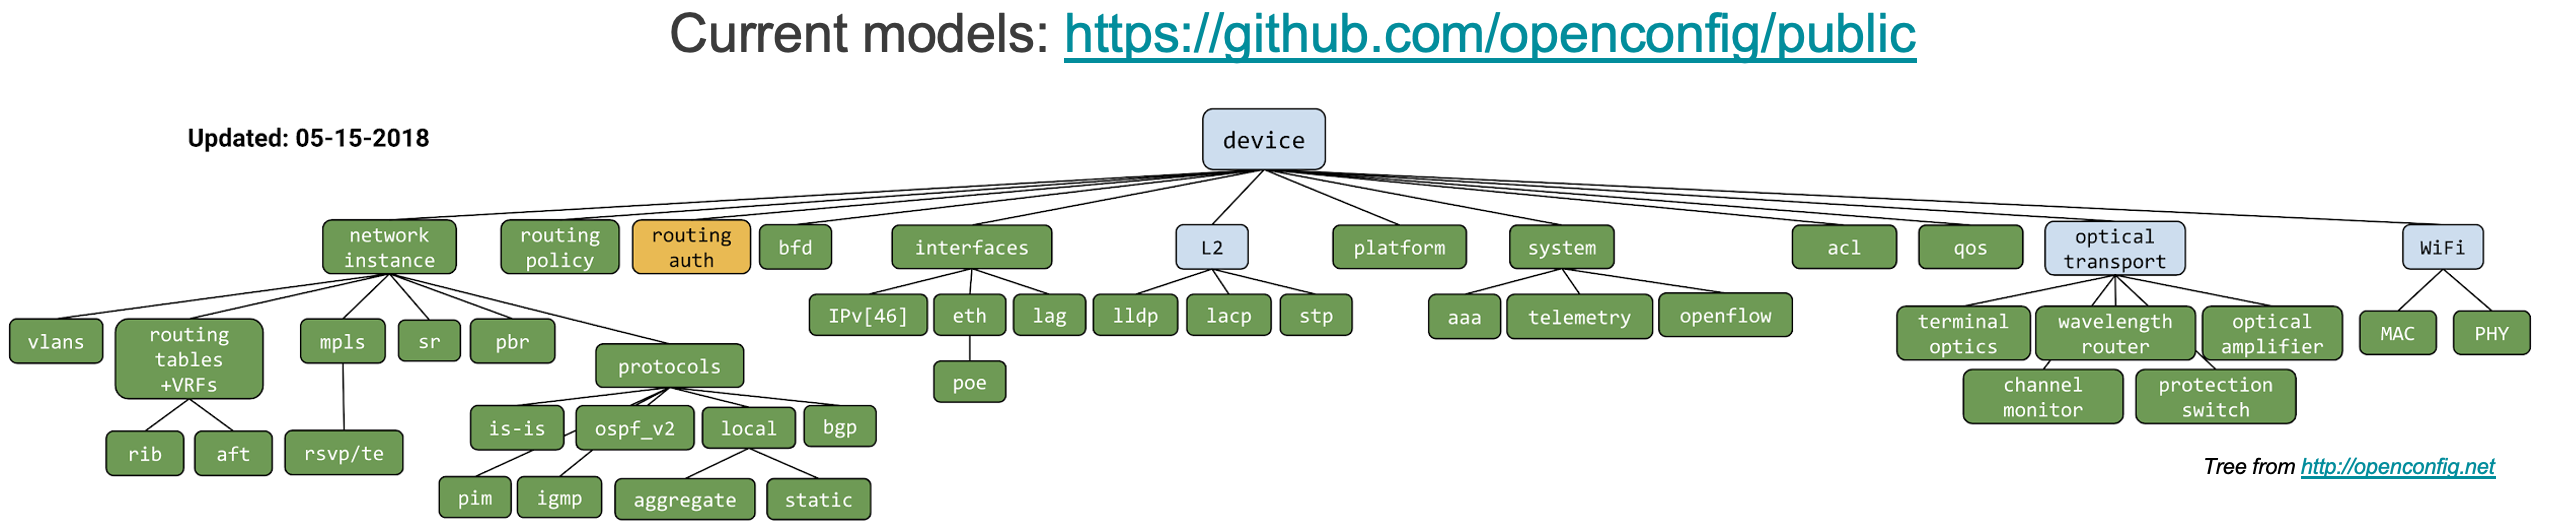 Current models: https://github.com/openconfig/public
Updated: 05-15-2018
device
network
instance
routing
policy
routing
auth
bfd
interfaces
L2
platform
system
acl
qos
optical
transport
WiFi
IPv[46]
eth
lag
lldp
lacp
stp
aaa
telemetry
openflow
terminal
optics
wavelength
router
optical
amplifier
MAC
PHY
vlans
routing
tables
+VRFs
mpls
sr
pbr
protocols
poe
channel
monitor
protection
switch
is-is
ospf_v2
local
bgp
rib
aft
rsvp/te
pim
igmp
aggregate
static
Tree from http://openconfig.net